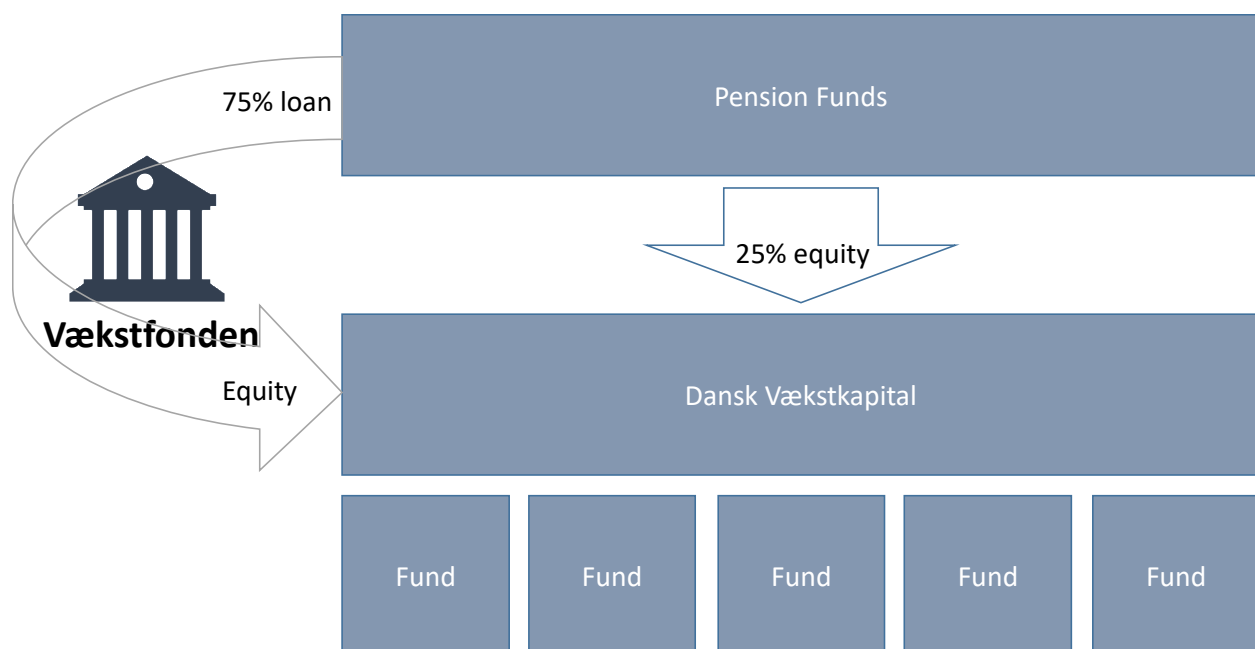 Pension Funds
75% loan
25% equity
Vækstfonden
Equity
Dansk Vækstkapital
Fund
Fund
Fund
Fund
Fund